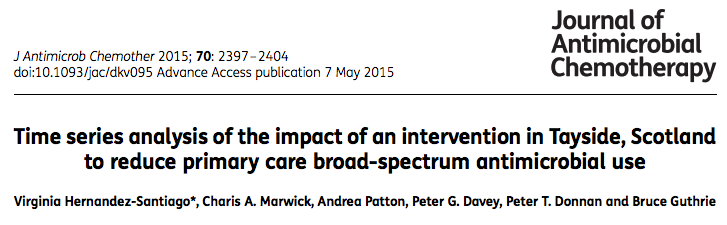 Journal of
Antimicrobial
Chemotherapy
J Antimicrob Chemother 2015; 70: 2397–2404
doi:10.1093/jac/dkv095 Advance Access publication 7 May 2015
Time series analysis of the impact of an intervention in Tayside, Scotland
to reduce primary care broad-spectrum antimicrobial use
Virginia Hernandez-Santiago*, Charis A. Marwick, Andrea Patton, Peter G. Davey, Peter T. Donnan and Bruce Guthrie